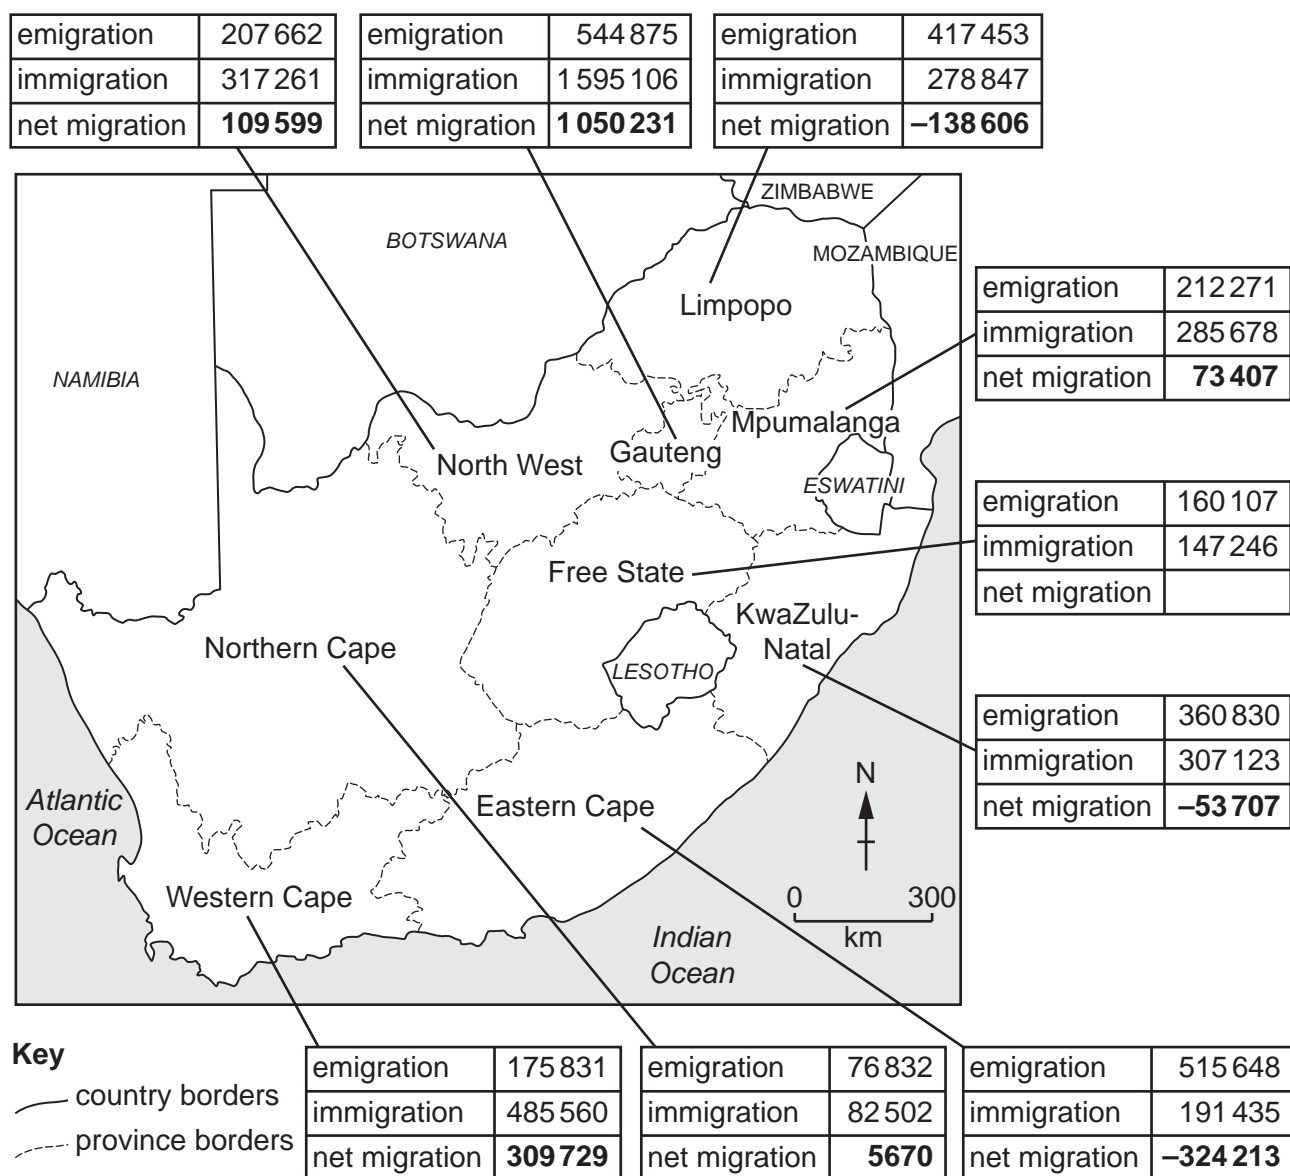 emigration 207 662
immigration 317 261
net migration 109 599
emigration 544 875
immigration 1 595 106
net migration 1 050 231
emigration 417 453
immigration 278 847
net migration –138 606
ZIMBABWE
BOTSWANA
MOZAMBIQUE
Limpopo
NAMIBIA
emigration 212 271
immigration 285 678
net migration 73 407
Mpumalanga
North West
Gauteng
ESWATINI
emigration 160 107
immigration 147 246
net migration
Free State
KwaZulu-
Natal
Northern Cape
LESOTHO
emigration 360 830
immigration 307 123
net migration –53 707
N
Atlantic
Ocean
Eastern Cape
Western Cape
0 300
km
Indian
Ocean
Key
country borders
province borders
emigration 175 831
immigration 485 560
net migration 309 729
emigration 76 832
immigration 82 502
net migration 5670
emigration 515 648
immigration 191 435
net migration –324 213